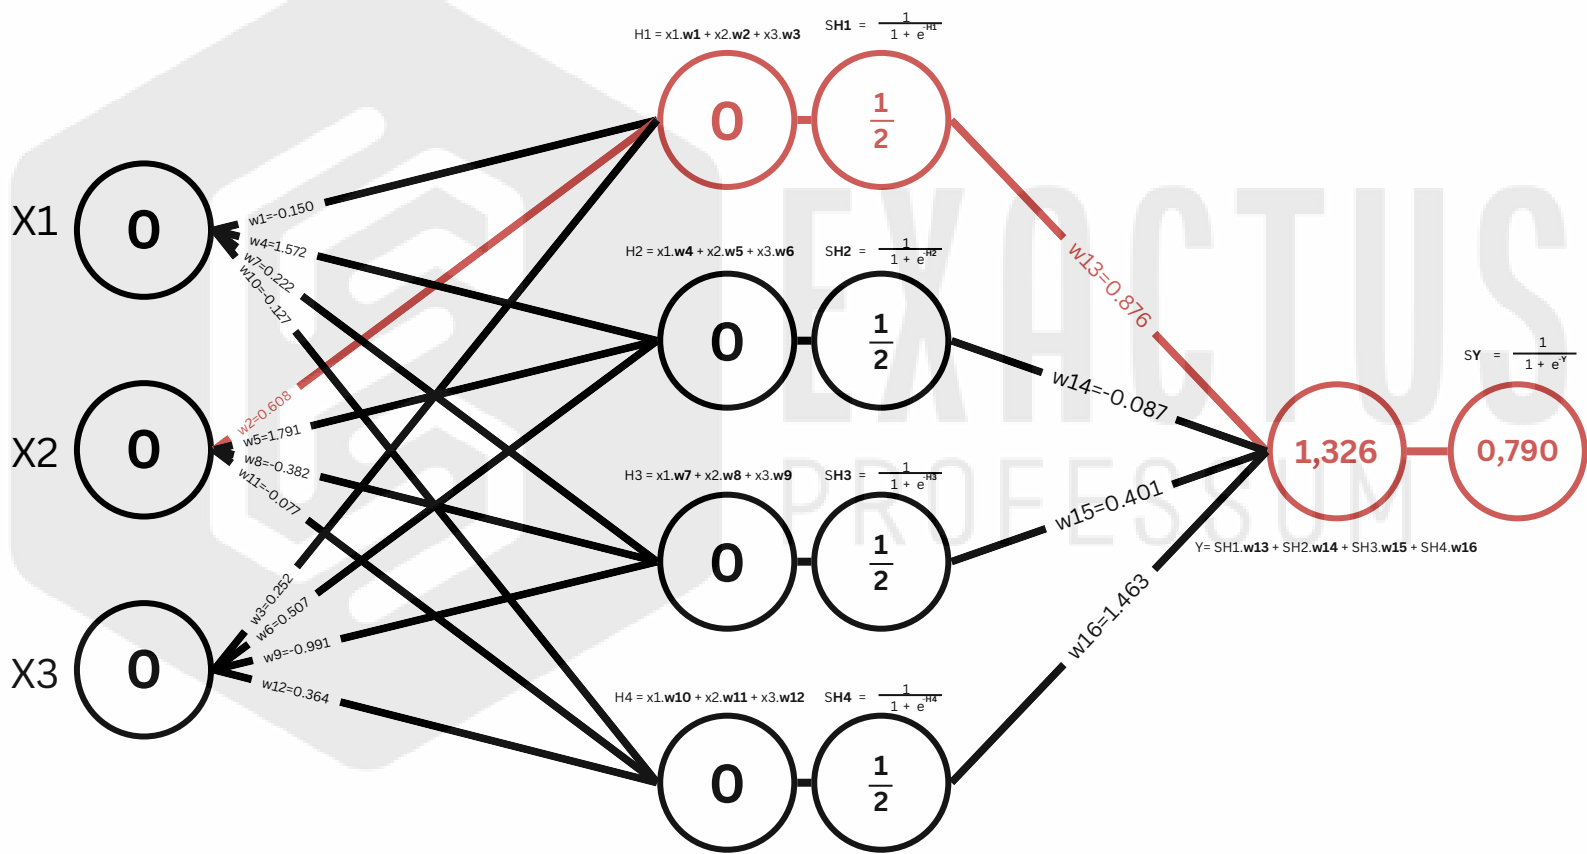 H1 = x1.w1 + x2.w2 + x3.w3
SH1 = 1
1 + e-H1
0
1
2
X1
0
w1=-0.150
w4=1.572
w7=0.222
w10=-0.127
w13=0.876
H2 = x1.w4 + x2.w5 + x3.w6
SH2 = 1
1 + e-H2
0
1
2
w14=-0.087
EXACTUS
PROFESSUM
X2
0
w2=0.608
w5=1.791
w8=-0.382
w11=-0.077
SY = 1
1 + e-Y
1,326
0,790
H3 = x1.w7 + x2.w8 + x3.w9
SH3 = 1
1 + e-H3
0
1
2
w15=0.401
Y= SH1.w13 + SH2.w14 + SH3.w15 + SH4.w16
X3
0
w3=0.252
w6=0.507
w9=-0.991
w12=0.364
w16=1.463
H4 = x1.w10 + x2.w11 + x3.w12
SH4 = 1
1 + e-H4
0
1
2